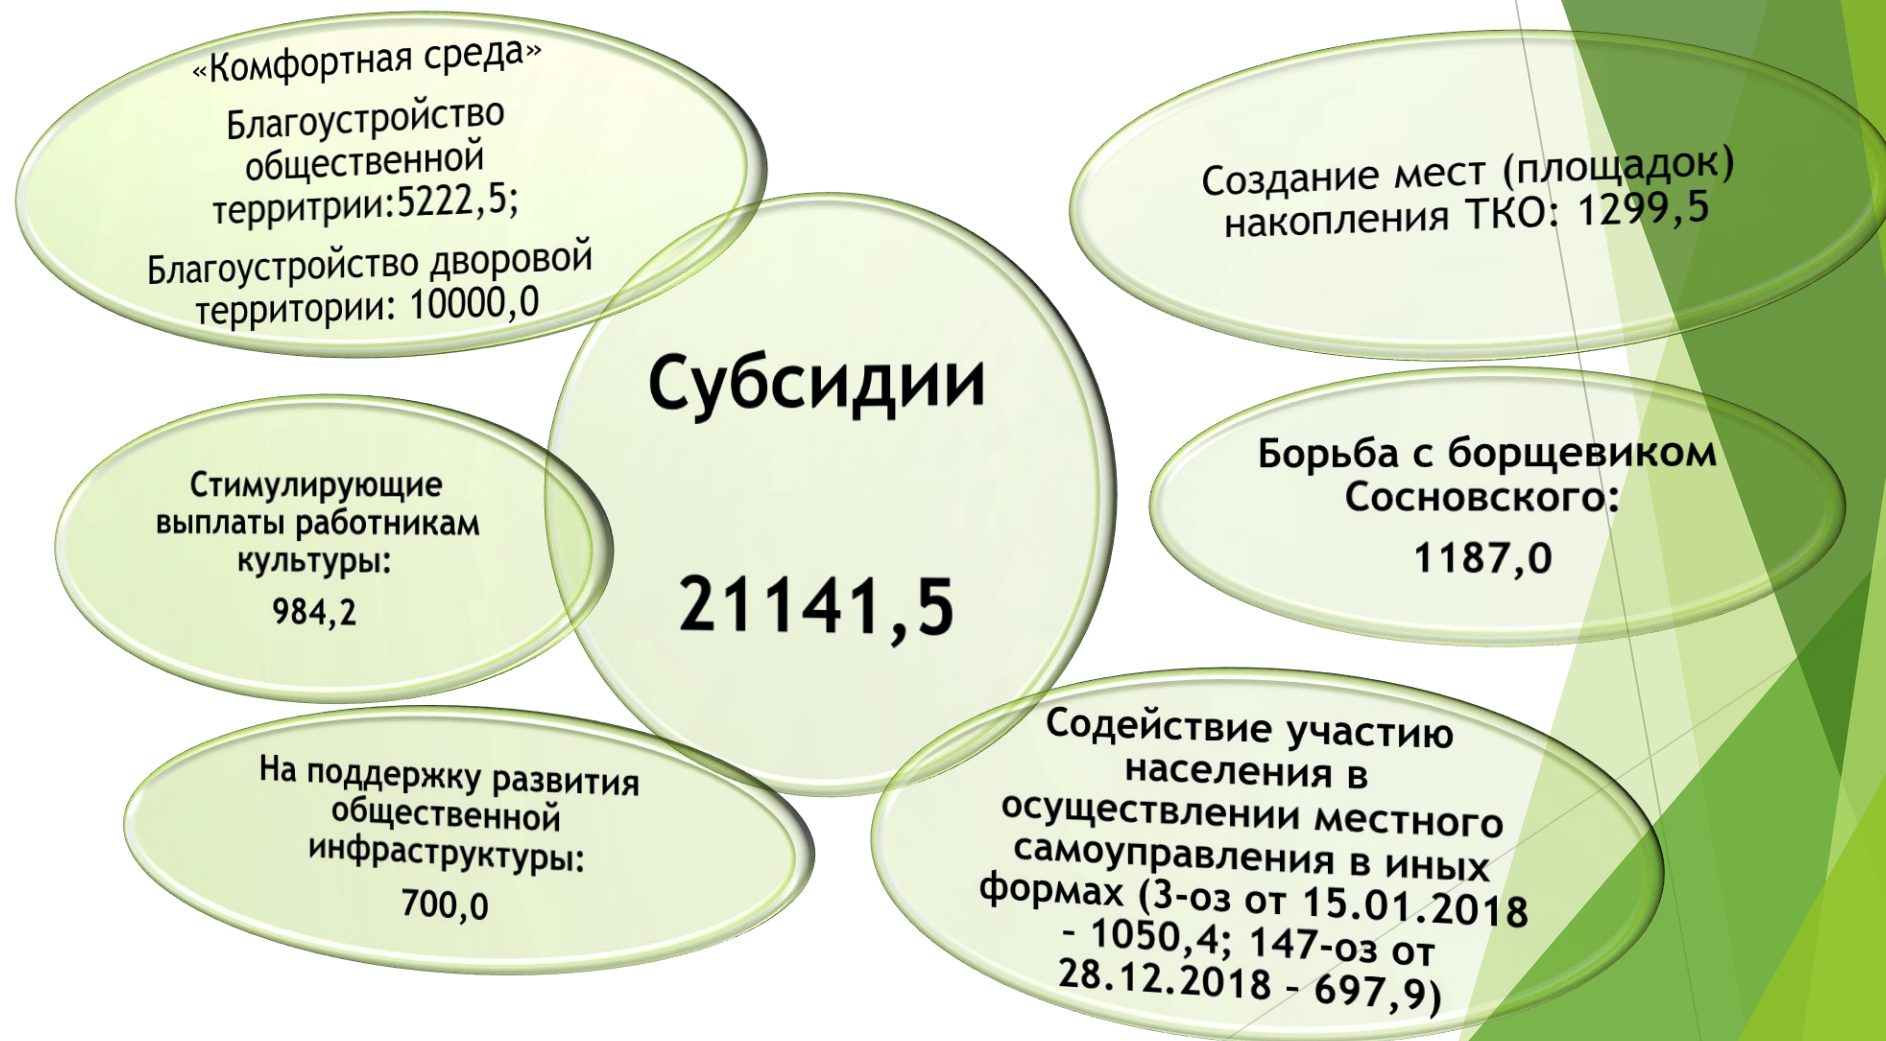 «Комфортная среда»
Благоустройство
общественной
территрии:5222,5;
Благоустройство дворовой
территории: 10000,0
Создание мест (площадок)
накопления ТКО: 1299,5
Субсидии
21141,5
Стимулирующие
выплаты работникам
культуры:
984,2
Борьба с борщевиком
Сосновского:
1187,0
На поддержку развития
общественной
инфраструктуры:
700,0
Содействие участию
населения в
осуществлении местного
самоуправления в иных
формах (3-оз от 15.01.2018
- 1050,4; 147-оз от
28.12.2018 – 697,9)